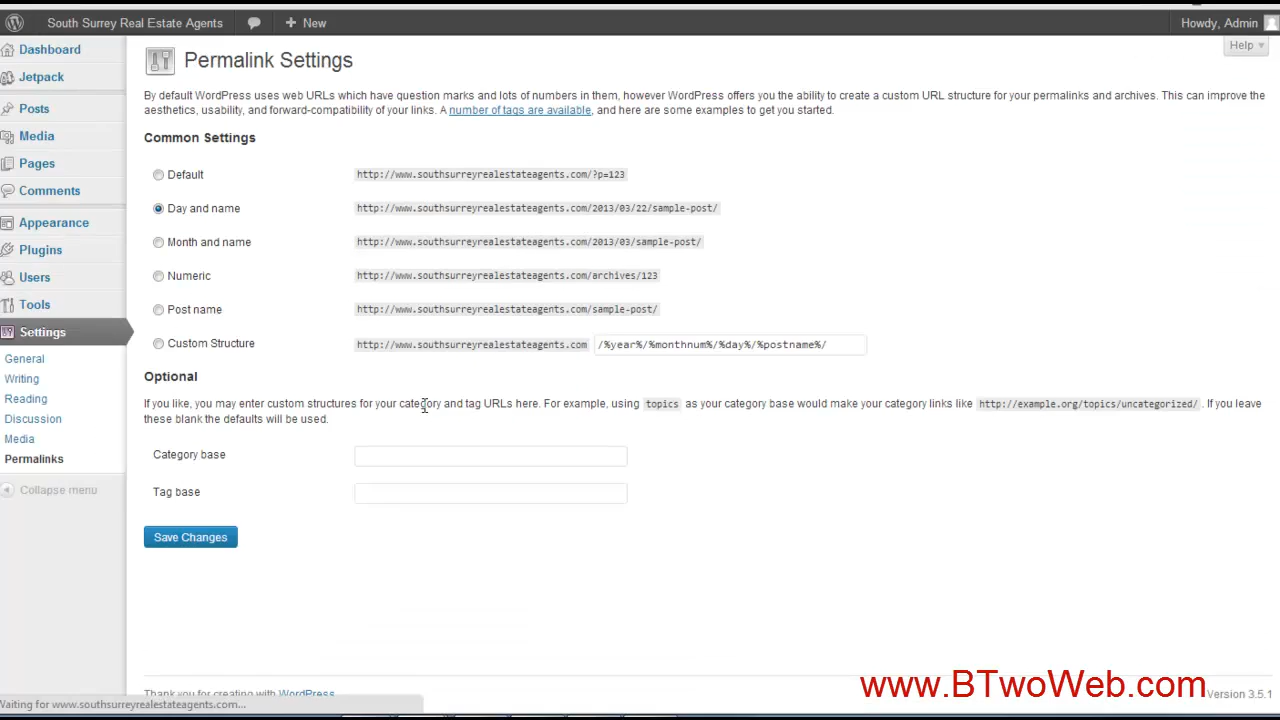 South Surrey Real Estate Agents
New
Howdy, Admin
Dashboard
Jetpack
Posts
Media
Pages
Comments
Appearance
Plugins
Users
Tools
Settings
General
Writing
Reading
Discussion
Media
Permalinks
Collapse menu
Help
Permalink Settings
By default WordPress uses web URLs which have question marks and lots of numbers in them, however WordPress offers you the ability to create a custom URL structure for your permalinks and archives. This can improve the
aesthetics, usability, and forward-compatibility of your links. A number of tags are available, and here are some examples to get you started.
Common Settings
Default http://www.southsurreyrealestateagents.com/?p=123
Day and name http://www.southsurreyrealestateagents.com/2013/03/22/sample-post/
Month and name http://www.southsurreyrealestateagents.com/2013/03/sample-post/
Numeric http://www.southsurreyrealestateagents.com/archives/123
Post name http://www.southsurreyrealestateagents.com/sample-post/
Custom Structure http://www.southsurreyrealestateagents.com /%year%/%monthnum%/%day%/%postname%/
Optional
If you like, you may enter custom structures for your category and tag URLs here. For example, using topics as your category base would make your category links like http://example.org/topics/uncategorized/ . If you leave
these blank the defaults will be used.
Category base
Tag base
Save Changes
Thank you for creating with WordPress
www.BTwoWeb.com
Version 3.5.1
Waiting for www.southsurreyrealestateagents.com...